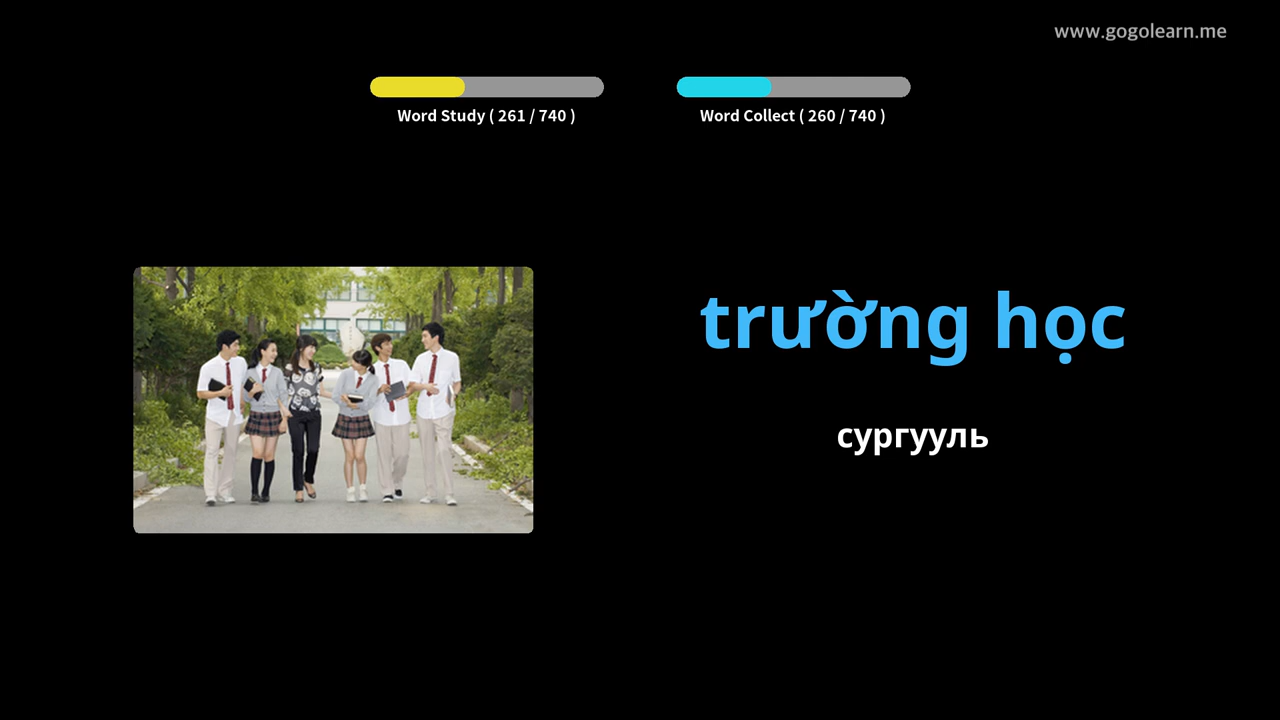 www.gogolearn.me
Word Study ( 261 / 740 )
Word Collect ( 260 / 740 )
trường học
сургууль